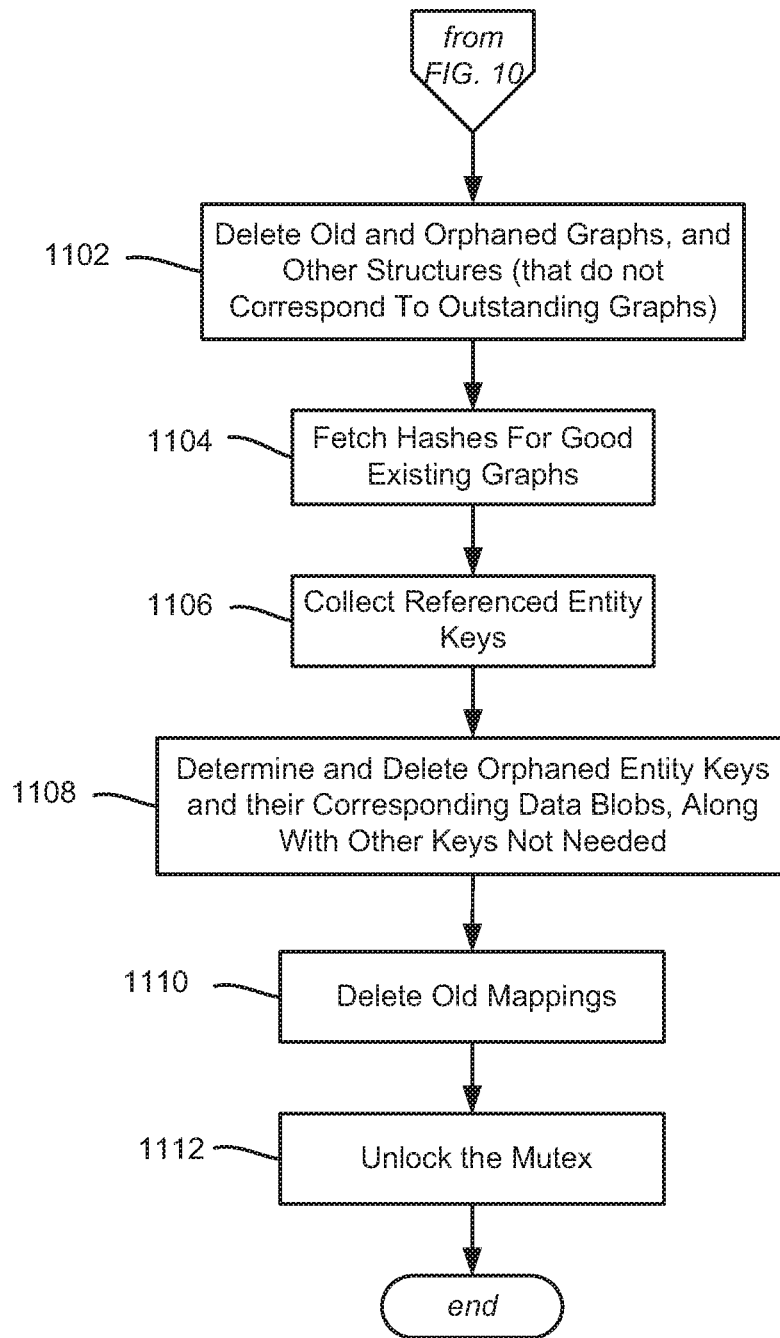 from
FIG. 10
1102
Delete Old and Orphaned Graphs, and
Other Structures (that do not
Correspond To Outstanding Graphs)
1104
Fetch Hashes For Good
Existing Graphs
1106
Collect Referenced Entity
Keys
1108
Determine and Delete Orphaned Entity Keys
and their Corresponding Data Blobs, Along
With Other Keys Not Needed
1110
Delete Old Mappings
1112
Unlock the Mutex
end